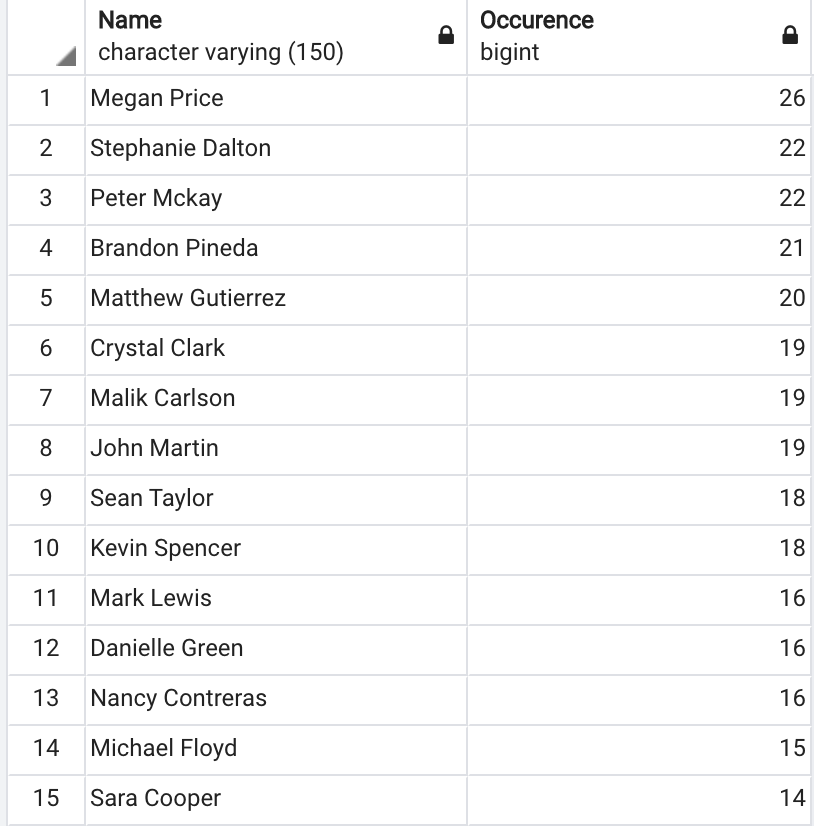 Name Occurence
character varying (150) bigint
1 Megan Price 26
2 Stephanie Dalton 22
3 Peter Mckay 22
4 Brandon Pineda 21
5 Matthew Gutierrez 20
6 Crystal Clark 19
7 Malik Carlson 19
8 John Martin 19
9 Sean Taylor 18
10 Kevin Spencer 18
11 Mark Lewis 16
12 Danielle Green 16
13 Nancy Contreras 16
14 Michael Floyd 15
15 Sara Cooper 14